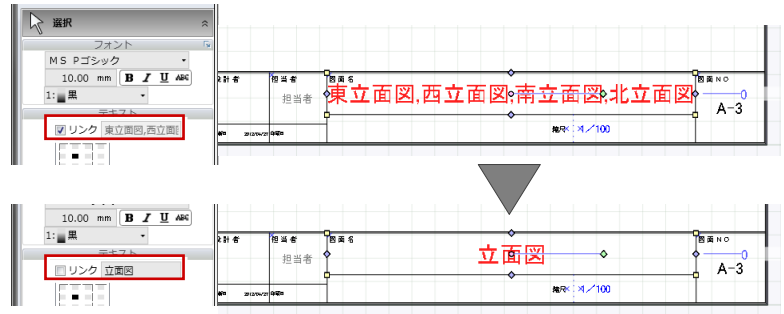 選択
フォント
MS Pゴシック
10.00 mm B I U ABC
1: 黒
テキスト
リンク 東立面図,西立面
設計者 担当者 図面名 図面NO
担当者 東立面図,西立面図,南立面図,北立面図 0
A-3
縮尺 1/100
10.00 mm B I U ABC
1: 黒
テキスト
リンク 立面図
設計者 担当者 図面名 図面NO
担当者 立面図 0
A-3
縮尺 1/100